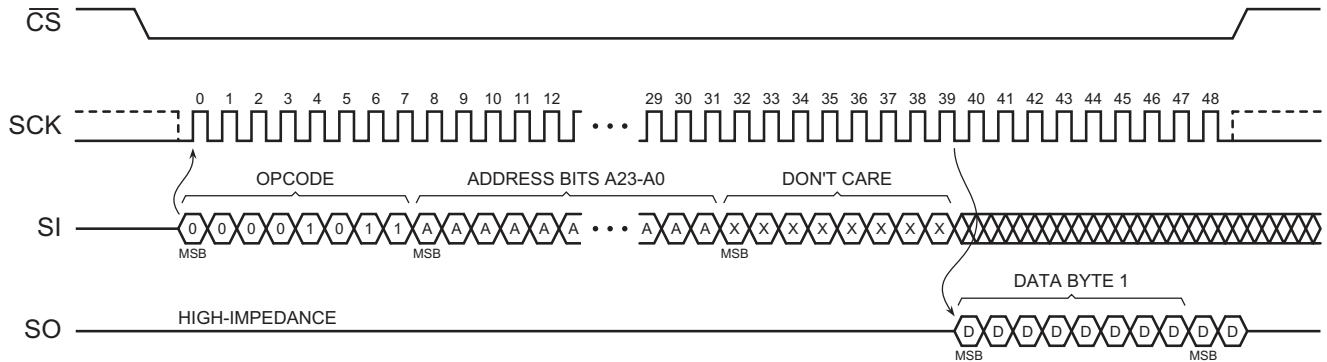 CS
SCK
0 1 2 3 4 5 6 7 8 9 10 11 12 29 30 31 32 33 34 35 36 37 38 39 40 41 42 43 44 45 46 47 48
• • •
OPCODE ADDRESS BITS A23-A0 DON'T CARE
SI
0 0 0 0 1 0 1 1 A A A A A A • • • A A A X X X X X X X X
MSB MSB MSB
DATA BYTE 1
HIGH-IMPEDANCE
SO
D D D D D D D D D D
MSB MSB